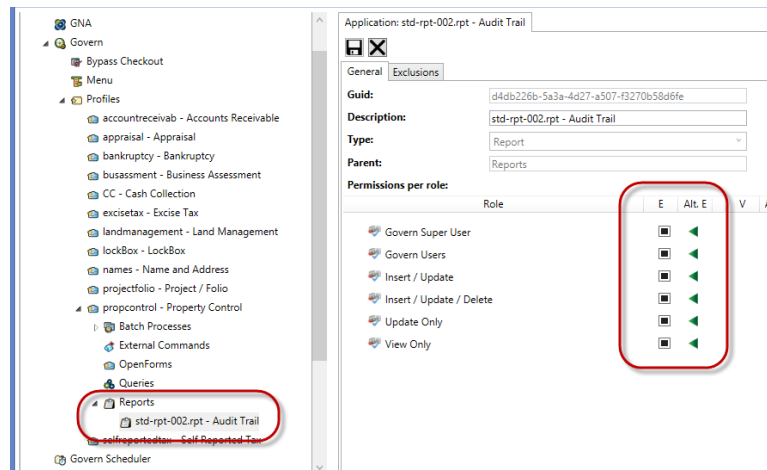 GNA
Govern
Bypass Checkout
Menu
Profiles
accountreceivab - Accounts Receivable
appraisal - Appraisal
bankruptcy - Bankruptcy
busassment - Business Assessment
CC - Cash Collection
excisetax - Excise Tax
landmanagement - Land Management
lockBox - LockBox
names - Name and Address
projectfolio - Project / Folio
propcontrol - Property Control
Batch Processes
External Commands
OpenForms
Queries
Reports
std-rpt-002.rpt - Audit Trail
selfreportedtax - Self Reported Tax
Govern Scheduler
Application: std-rpt-002.rpt - Audit Trail
General Exclusions
Guid: d4db226b-5a3a-4d27-a507-f3270b58d6fe
Description: std-rpt-002.rpt - Audit Trail
Type: Report
Parent: Reports
Permissions per role:
Role E Alt. E V
Govern Super User
Govern Users
Insert / Update
Insert / Update / Delete
Update Only
View Only